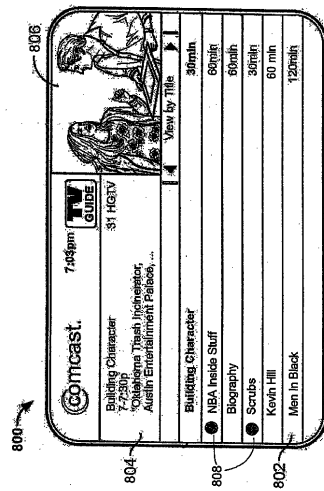 800
Comcast. 7:03pm TV GUIDE
806
Building Character 31 HGTV
7-7:30p
"Oklahoma Trash Incinerator,
Austin Entertainment Palace, ...
804
View by Title
Building Character 30min
NBA Inside Stuff 60min
Biography 60min
808
Scrubs 30min
Kevin Hill 60 min
802
Men In Black 120min